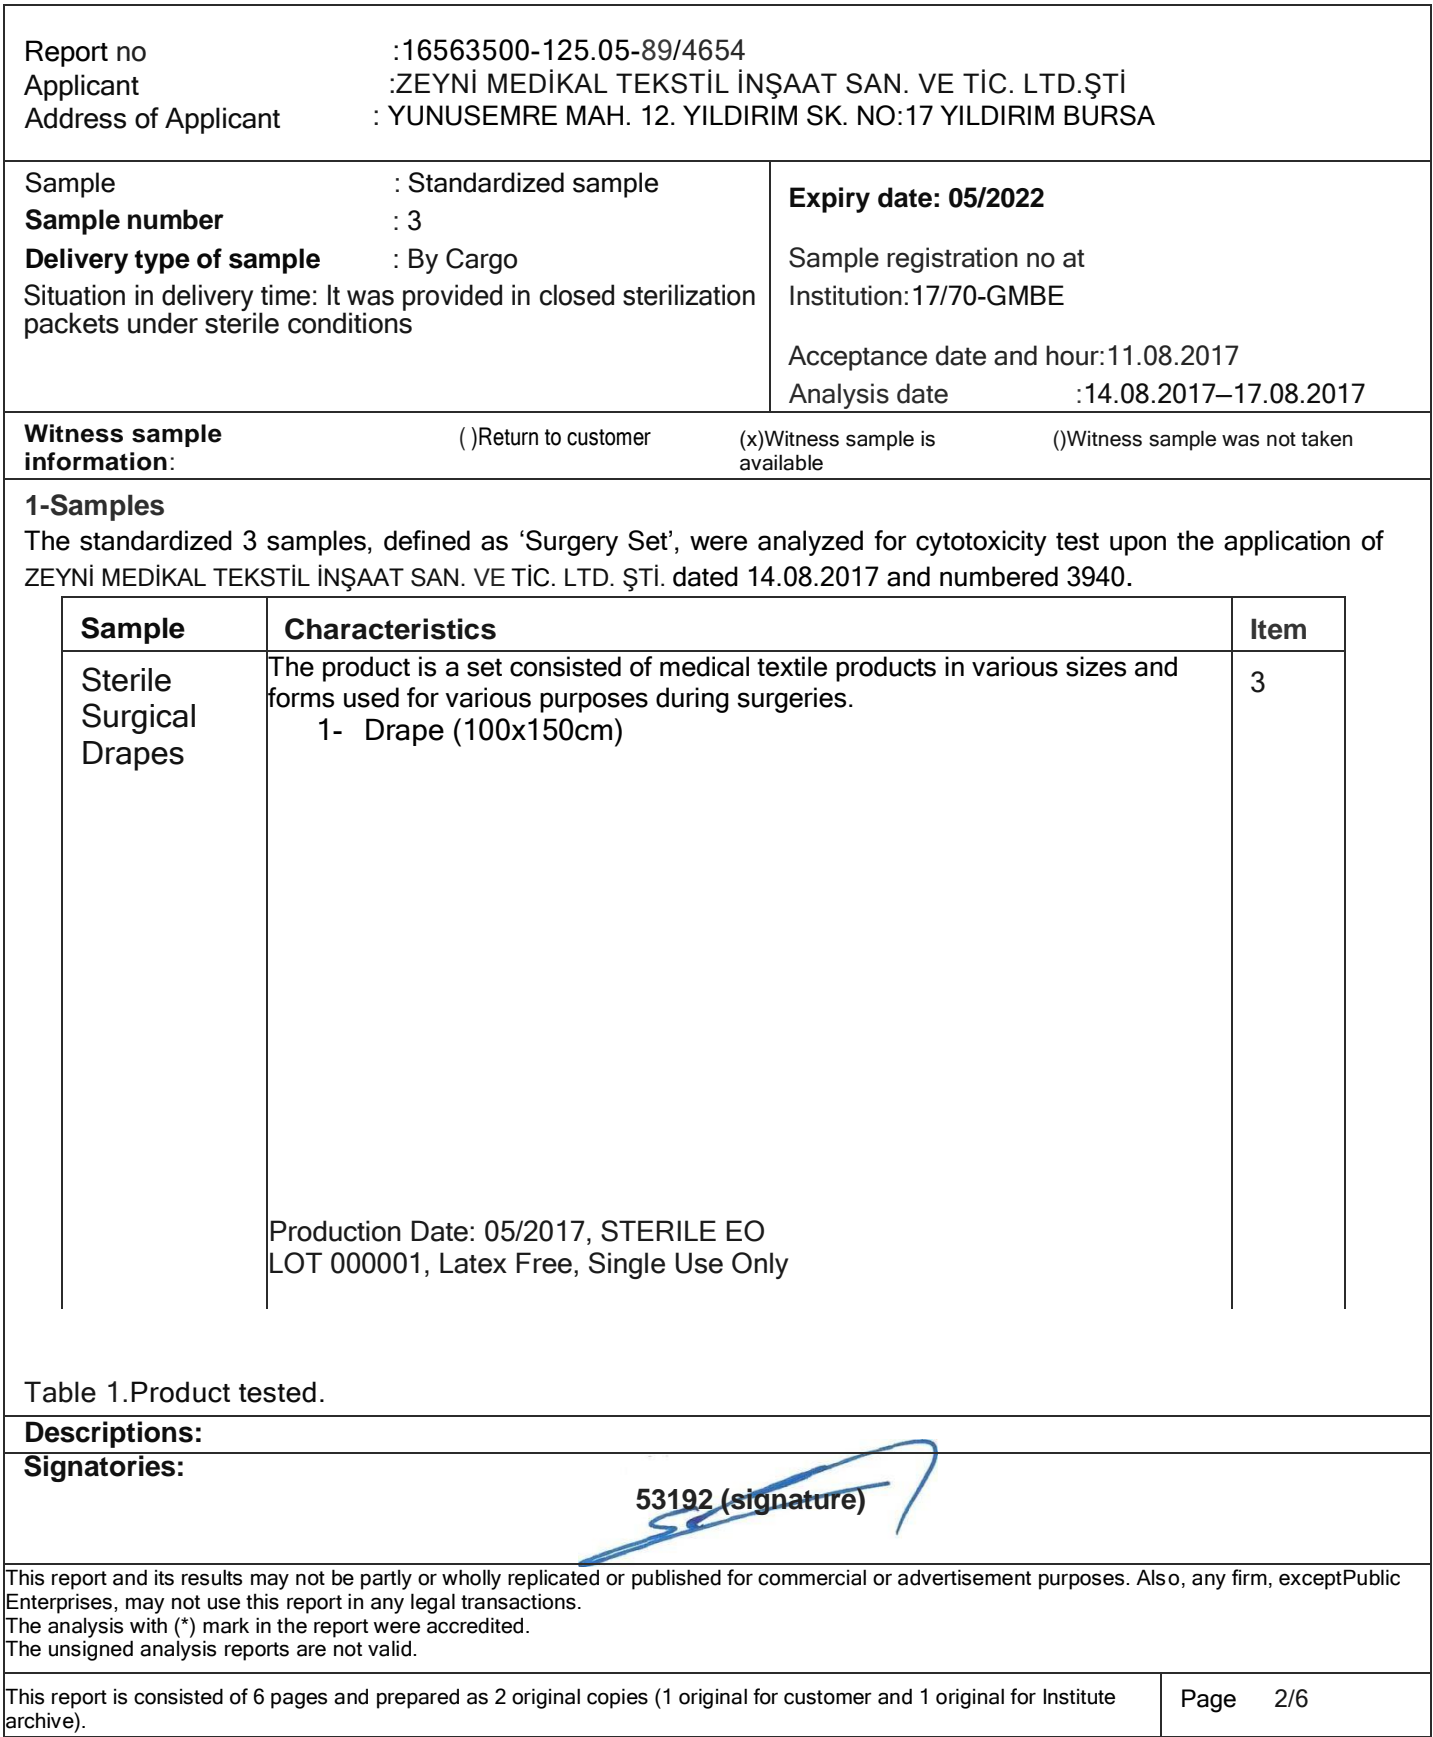 Report no :16563500-125.05-89/4654
Applicant :ZEYNİ MEDİKAL TEKSTİL İNŞAAT SAN. VE TİC. LTD.ŞTİ
Address of Applicant : YUNUSEMRE MAH. 12. YILDIRIM SK. NO:17 YILDIRIM BURSA
Sample : Standardized sample
Sample number : 3
Delivery type of sample : By Cargo
Situation in delivery time: It was provided in closed sterilization
packets under sterile conditions
Expiry date: 05/2022
Sample registration no at
Institution:17/70-GMBE
Acceptance date and hour:11.08.2017
Analysis date :14.08.2017–17.08.2017
Witness sample
information:
( )Return to customer
(x)Witness sample is
available
()Witness sample was not taken
1-Samples
The standardized 3 samples, defined as ‘Surgery Set’, were analyzed for cytotoxicity test upon the application of
ZEYNİ MEDİKAL TEKSTİL İNŞAAT SAN. VE TİC. LTD. ŞTİ. dated 14.08.2017 and numbered 3940.
Sample Characteristics Item
Sterile
Surgical
Drapes
The product is a set consisted of medical textile products in various sizes and
forms used for various purposes during surgeries.
1- Drape (100x150cm)
Production Date: 05/2017, STERILE EO
LOT 000001, Latex Free, Single Use Only
3
Table 1.Product tested.
Descriptions:
Signatories:
53192 (signature)
This report and its results may not be partly or wholly replicated or published for commercial or advertisement purposes. Also, any firm, exceptPublic
Enterprises, may not use this report in any legal transactions.
The analysis with (*) mark in the report were accredited.
The unsigned analysis reports are not valid.
This report is consisted of 6 pages and prepared as 2 original copies (1 original for customer and 1 original for Institute
archive).
Page 2/6